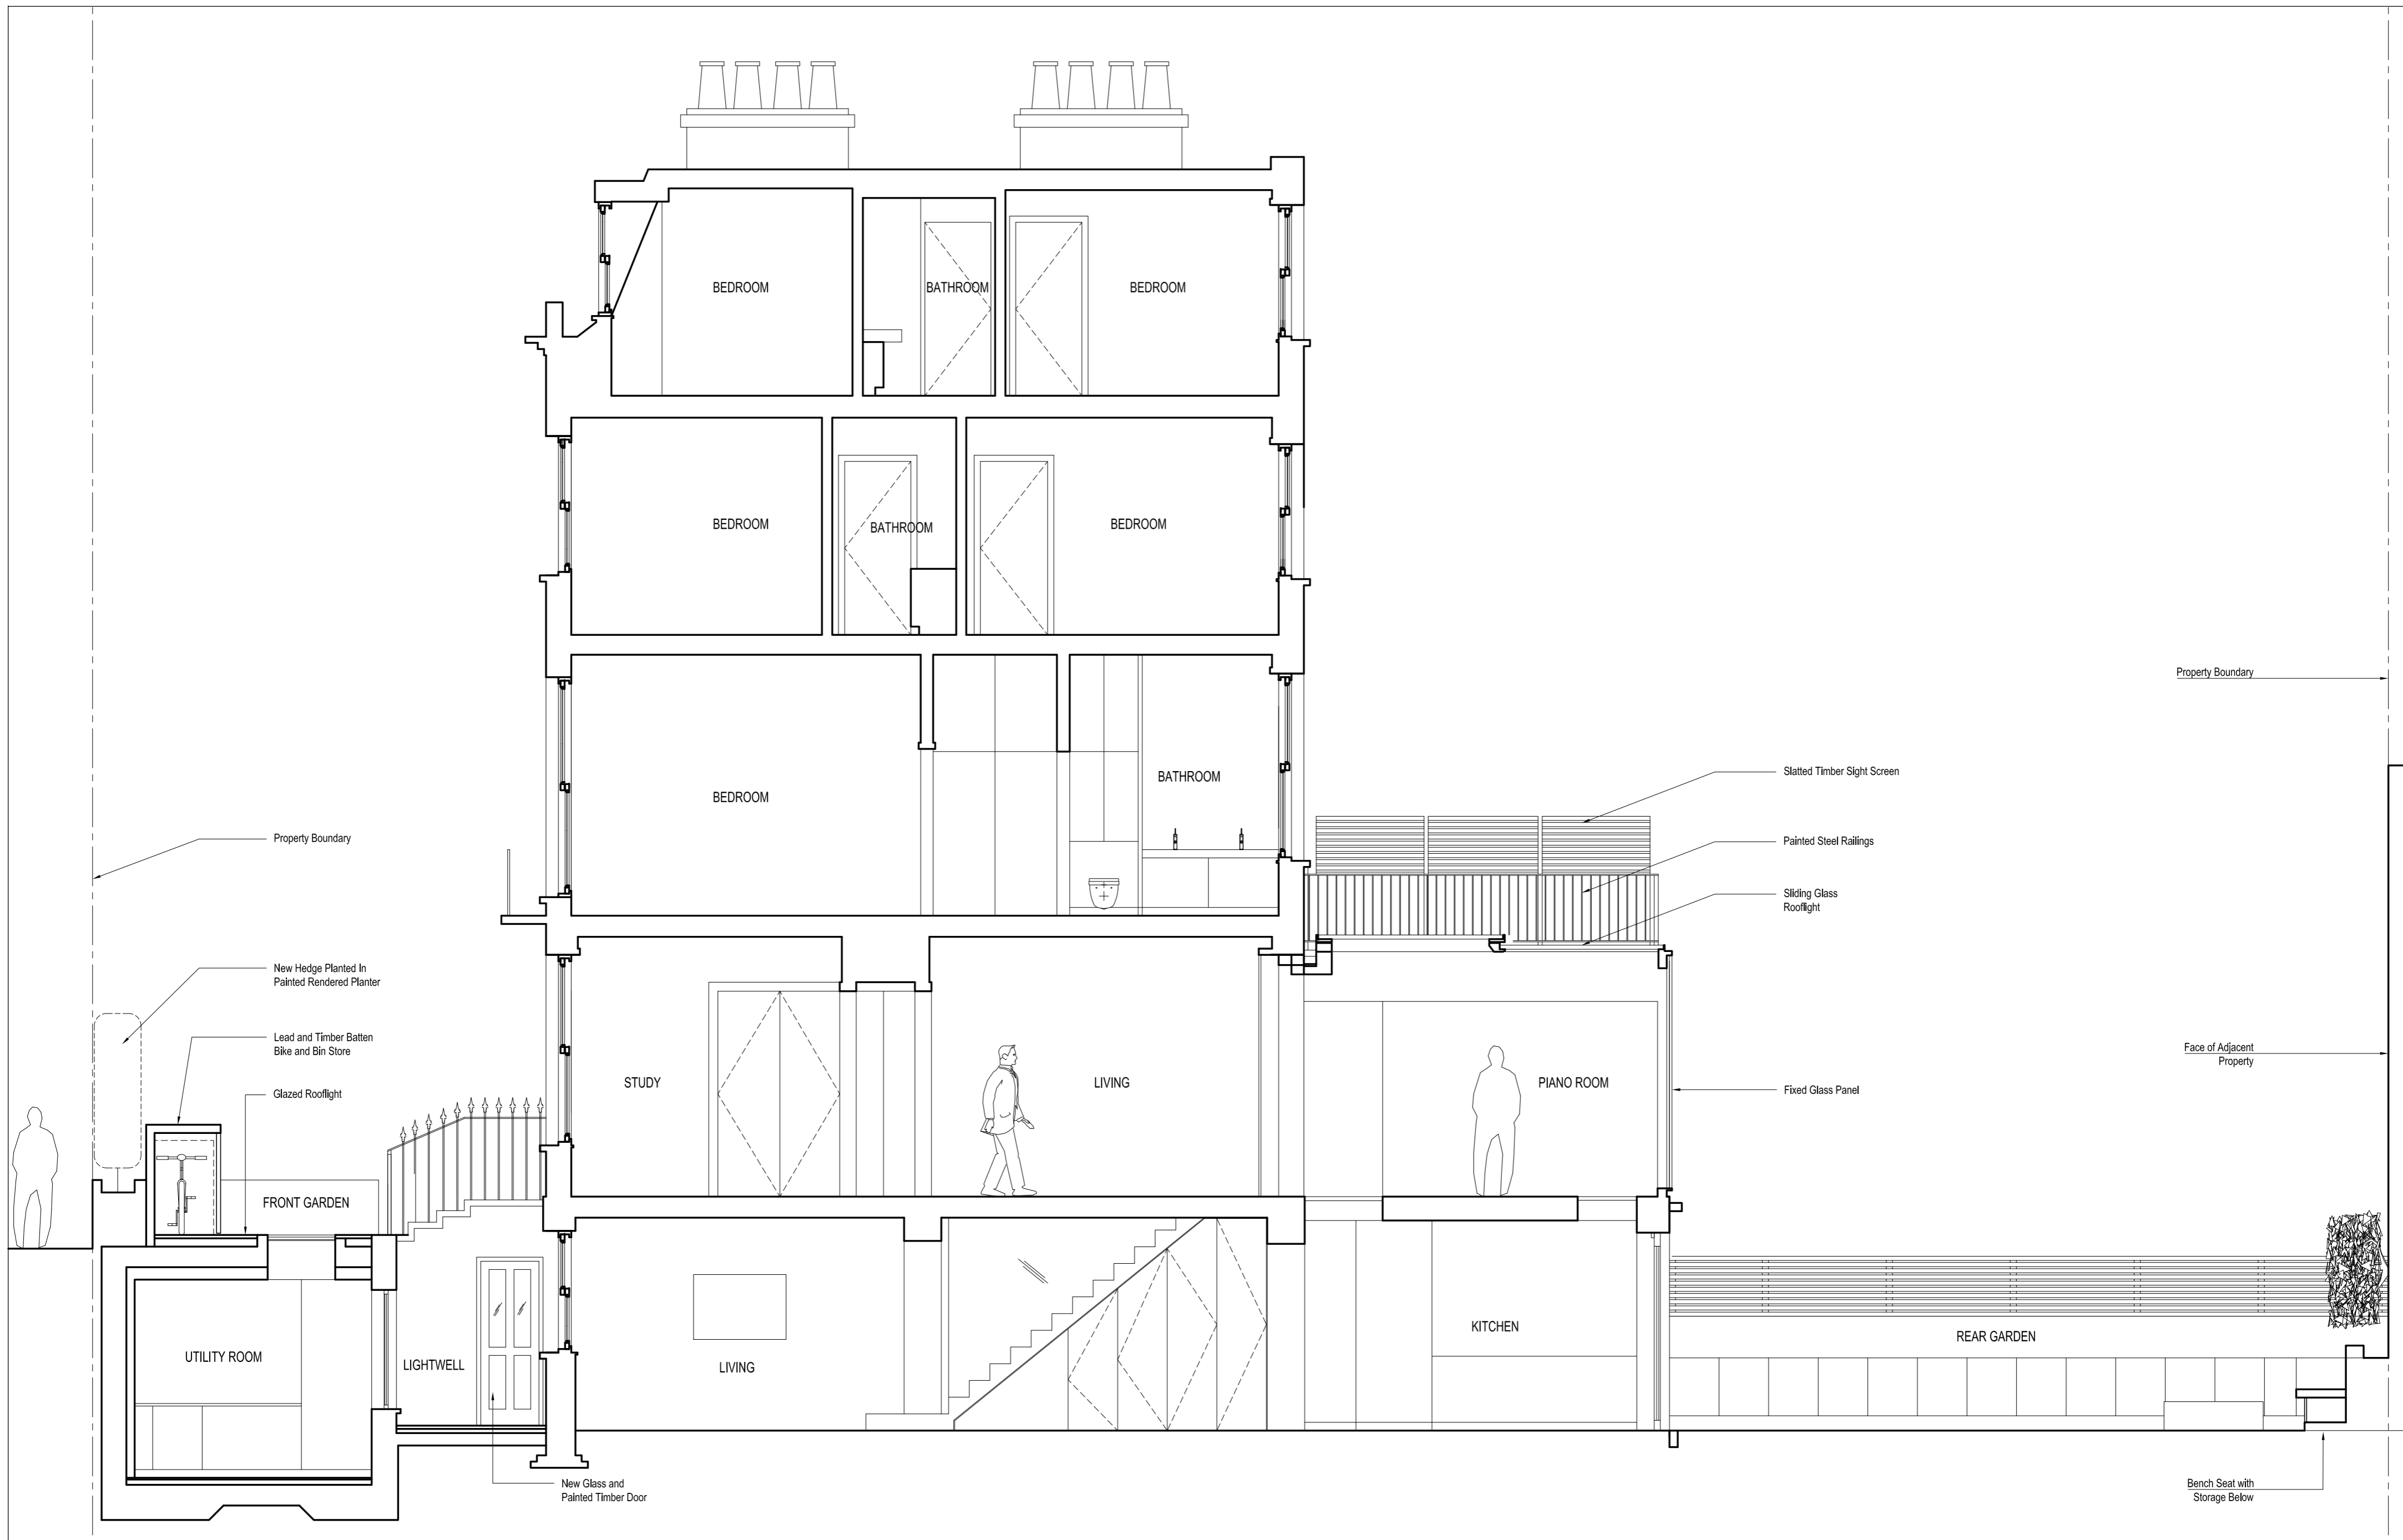 BEDROOM
BATHROOM
BEDROOM
BEDROOM
BATHROOM
BEDROOM
Property Boundary
BEDROOM
BATHROOM
Slatted Timber Sight Screen
Property Boundary
Painted Steel Railings
Sliding Glass
Rooflight
New Hedge Planted In
Painted Rendered Planter
Lead and Timber Batten
Bike and Bin Store
Glazed Rooflight
STUDY
LIVING
PIANO ROOM
Fixed Glass Panel
Face of Adjacent
Property
FRONT GARDEN
UTILITY ROOM
LIGHTWELL
LIVING
KITCHEN
REAR GARDEN
New Glass and
Painted Timber Door
Bench Seat with
Storage Below